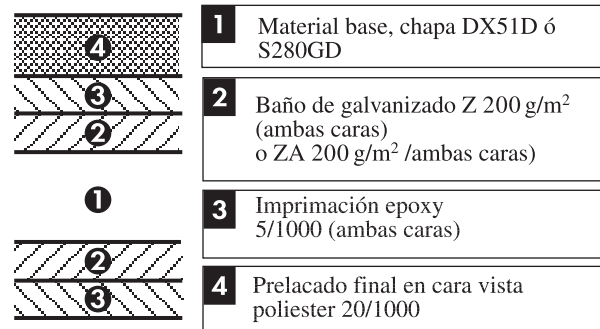 4
3
2
1
2
3
1 Material base, chapa DX51D ó
S280GD
2 Baño de galvanizado Z 200 g/m²
(ambas caras)
o ZA 200 g/m² /ambas caras)
3 Imprimación epoxy
5/1000 (ambas caras)
4 Prelacado final en cara vista
poliester 20/1000